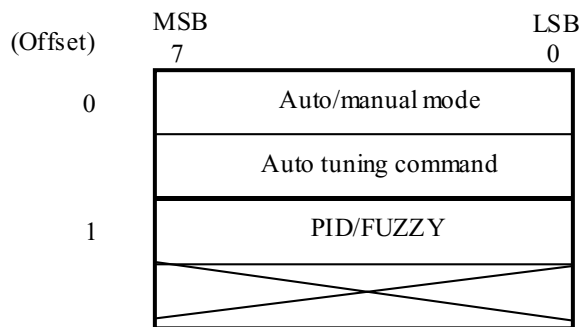 MSB LSB
(Offset) 7 0
0 Auto/manual mode
Auto tuning command
1 PID/FUZZY